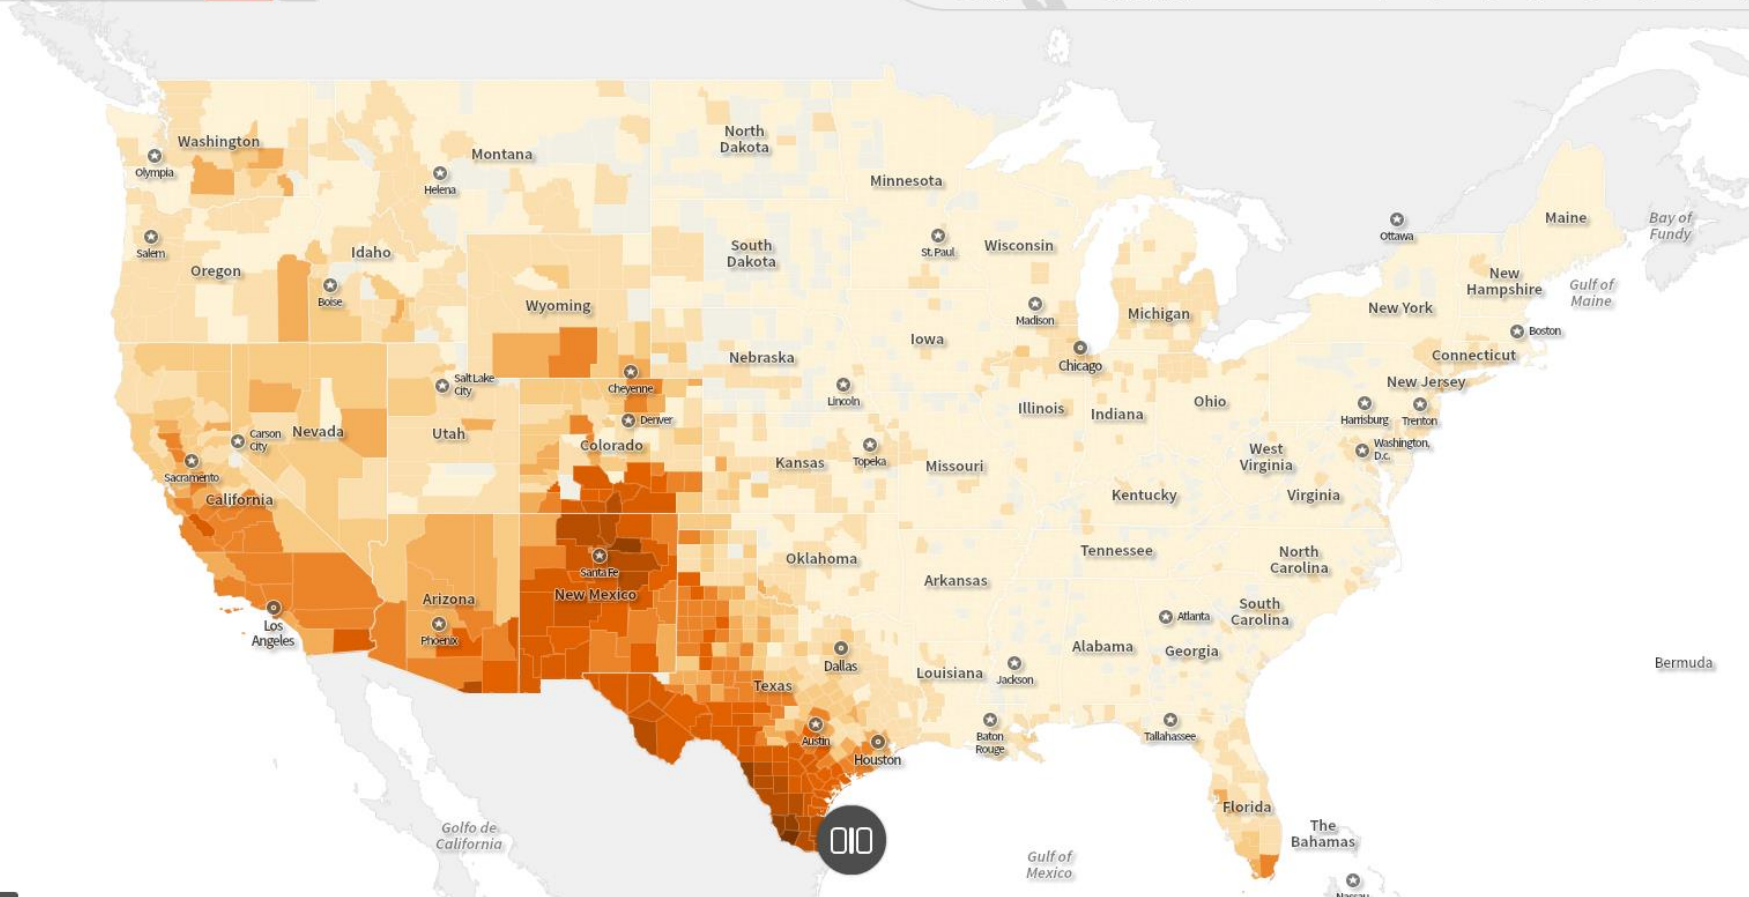 Washington
Olympia
Montana
Helena
North
Dakota
Minnesota
Salem
Oregon
Idaho
Boise
South
Dakota
St. Paul
Wisconsin
Ottawa
Maine
Bay of
Fundy
Wyoming
Madison
Michigan
New York
New
Hampshire
Gulf of
Maine
Boston
Nebraska
Iowa
Chicago
Connecticut
Salt Lake
City
Cheyenne
Lincoln
New Jersey
Harrisburg
Trenton
Carson
City
Nevada
Utah
Denver
Colorado
Illinois
Indiana
Ohio
Sacramento
California
Kansas
Topeka
Missouri
West
Virginia
Washington,
D.c.
Kentucky
Virginia
Santa Fe
New Mexico
Oklahoma
Tennessee
North
Carolina
Arizona
Phoenix
Arkansas
Los
Angeles
Atlanta
South
Carolina
Dallas
Alabama
Georgia
Bermuda
Texas
Louisiana
Jackson
Austin
Houston
Baton
Rouge
Tallahassee
Golfo de
California
Florida
The
Bahamas
Gulf of
Mexico
Nassau